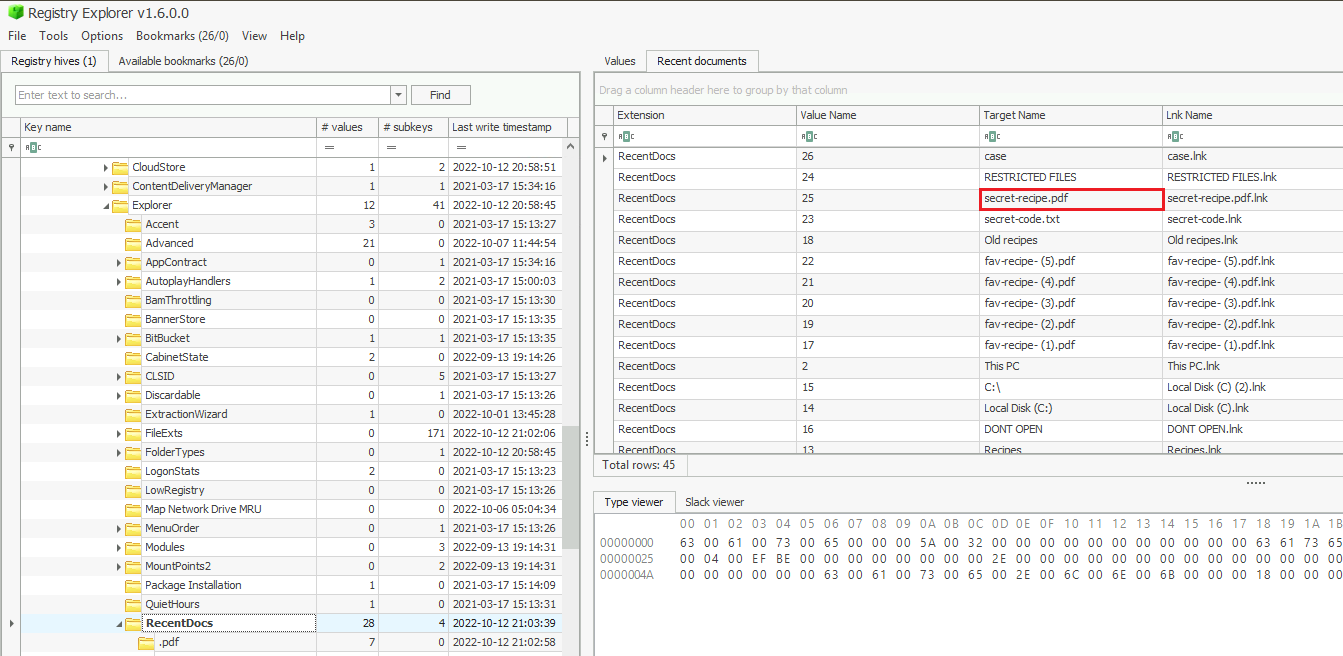 Registry Explorer v1.6.0.0
File Tools Options Bookmarks (26/0) View Help
Registry hives (1) Available bookmarks (26/0)
Enter text to search... Find
Key name # values # subkeys Last write timestamp
= = =
CloudStore 1 2 2022-10-12 20:58:51
ContentDeliveryManager 1 1 2021-03-17 15:34:16
Explorer 12 41 2022-10-12 20:58:45
Accent 3 0 2021-03-17 15:13:27
Advanced 21 0 2022-10-07 11:44:54
AppContract 0 1 2021-03-17 15:34:16
AutoplayHandlers 1 2 2021-03-17 15:00:03
BamThrottling 0 0 2021-03-17 15:13:30
BannerStore 0 0 2021-03-17 15:13:35
BitBucket 1 1 2021-03-17 15:13:35
CabinetState 2 0 2022-09-13 19:14:26
CLSID 0 5 2021-03-17 15:13:27
Discardable 0 1 2021-03-17 15:13:26
ExtractionWizard 1 0 2022-10-01 13:45:28
FileExts 0 171 2022-10-12 21:02:06
FolderTypes 0 1 2022-10-12 20:58:45
LogonStats 2 0 2021-03-17 15:13:23
LowRegistry 0 0 2021-03-17 15:13:26
Map Network Drive MRU 0 0 2022-10-06 05:04:34
MenuOrder 0 1 2021-03-17 15:13:26
Modules 0 3 2022-09-13 19:14:31
MountPoints2 0 2 2022-09-13 19:14:31
Package Installation 1 0 2021-03-17 15:14:09
QuietHours 1 0 2021-03-17 15:13:31
RecentDocs 28 4 2022-10-12 21:03:39
.pdf 7 0 2022-10-12 21:02:58
Values Recent documents
Drag a column header here to group by that column
Extension Value Name Target Name Lnk Name
RecentDocs 26 case case.lnk
RecentDocs 24 RESTRICTED FILES RESTRICTED FILES.lnk
RecentDocs 25 secret-recipe.pdf secret-recipe.pdf.lnk
RecentDocs 23 secret-code.txt secret-code.lnk
RecentDocs 18 Old recipes Old recipes.lnk
RecentDocs 22 fav-recipe- (5).pdf fav-recipe- (5).pdf.lnk
RecentDocs 21 fav-recipe- (4).pdf fav-recipe- (4).pdf.lnk
RecentDocs 20 fav-recipe- (3).pdf fav-recipe- (3).pdf.lnk
RecentDocs 19 fav-recipe- (2).pdf fav-recipe- (2).pdf.lnk
RecentDocs 17 fav-recipe- (1).pdf fav-recipe- (1).pdf.lnk
RecentDocs 2 This PC This PC.lnk
RecentDocs 15 C:\ Local Disk (C) (2).lnk
RecentDocs 14 Local Disk (C:) Local Disk (C).lnk
RecentDocs 16 DONT OPEN DONT OPEN.lnk
RecentDocs 13 Recipes Recipes.lnk
Total rows: 45
Type viewer Slack viewer
00 01 02 03 04 05 06 07 08 09 0A 0B 0C 0D 0E 0F 10 11 12 13 14 15 16 17 18 19 1A 1B
00000000 63 00 61 00 73 00 65 00 00 00 5A 00 32 00 00 00 00 00 00 00 00 00 00 00 63 61 73 65
00000025 00 04 00 EF BE 00 00 00 00 00 00 00 00 2E 00 00 00 00 00 00 00 00 00 00 00 00 00 00
0000004A 00 00 00 00 00 00 63 00 61 00 73 00 65 00 2E 00 6C 00 6E 00 6B 00 00 00 18 00 00 00